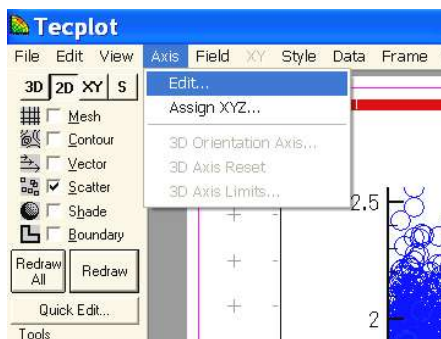 Tecplot
File Edit View Axis Field XY Style Data Frame
3D 2D XY S
Edit...
Assign XYZ...
3D Orientation Axis...
3D Axis Reset
3D Axis Limits...
Mesh
Contour
Vector
Scatter
Shade
Boundary
Redraw All
Redraw
Quick Edit...
Tools
2.5
2